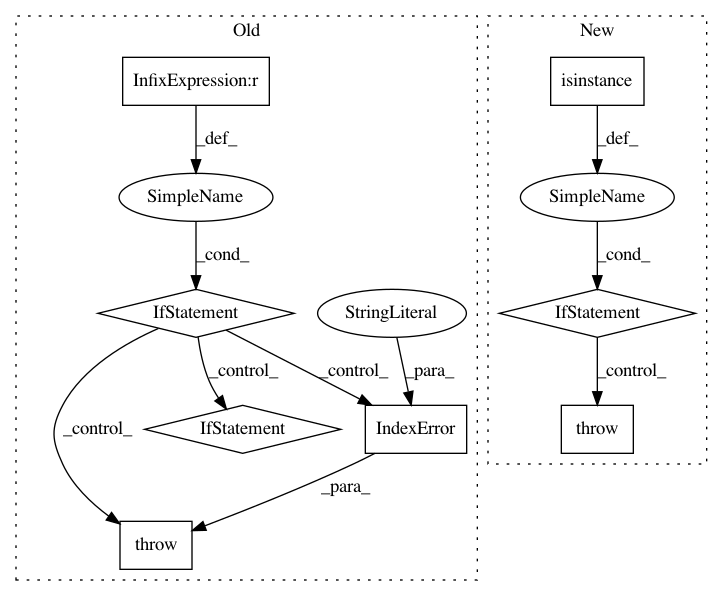 Old
New
InfixExpression:r
isinstance
_def_
_def_
SimpleName
SimpleName
_cond_
_cond_
IfStatement
StringLiteral
IfStatement
_control_
_control_
_control_
_para_
_control_
IfStatement
IndexError
throw
_para_
throw